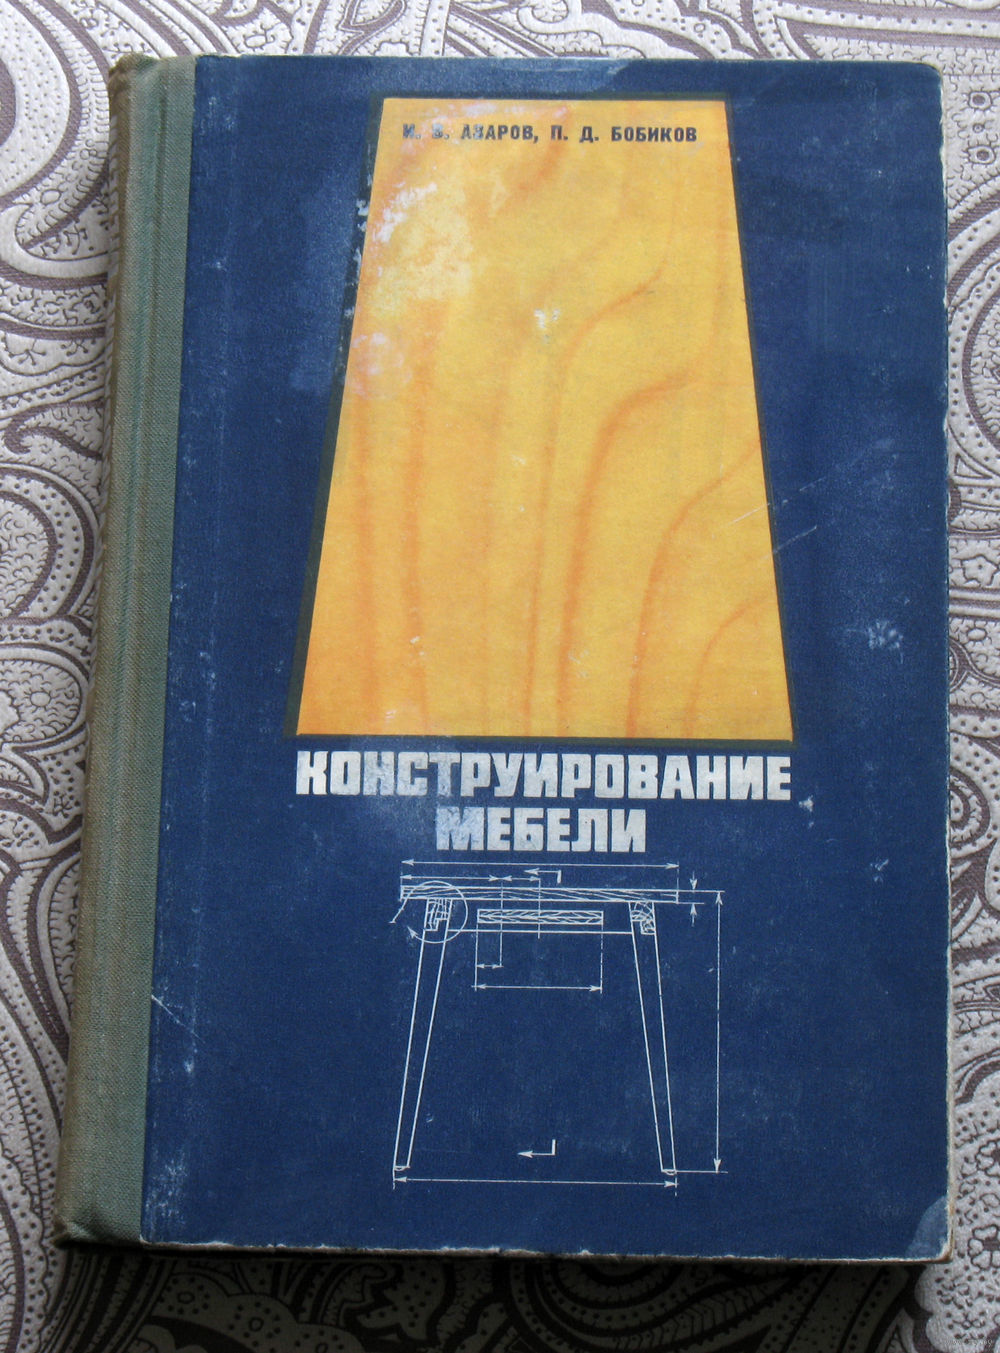 И. В. АЗАРОВ, П. Д. БОБИКОВ
КОНСТРУИРОВАНИЕ
МЕБЕЛИ